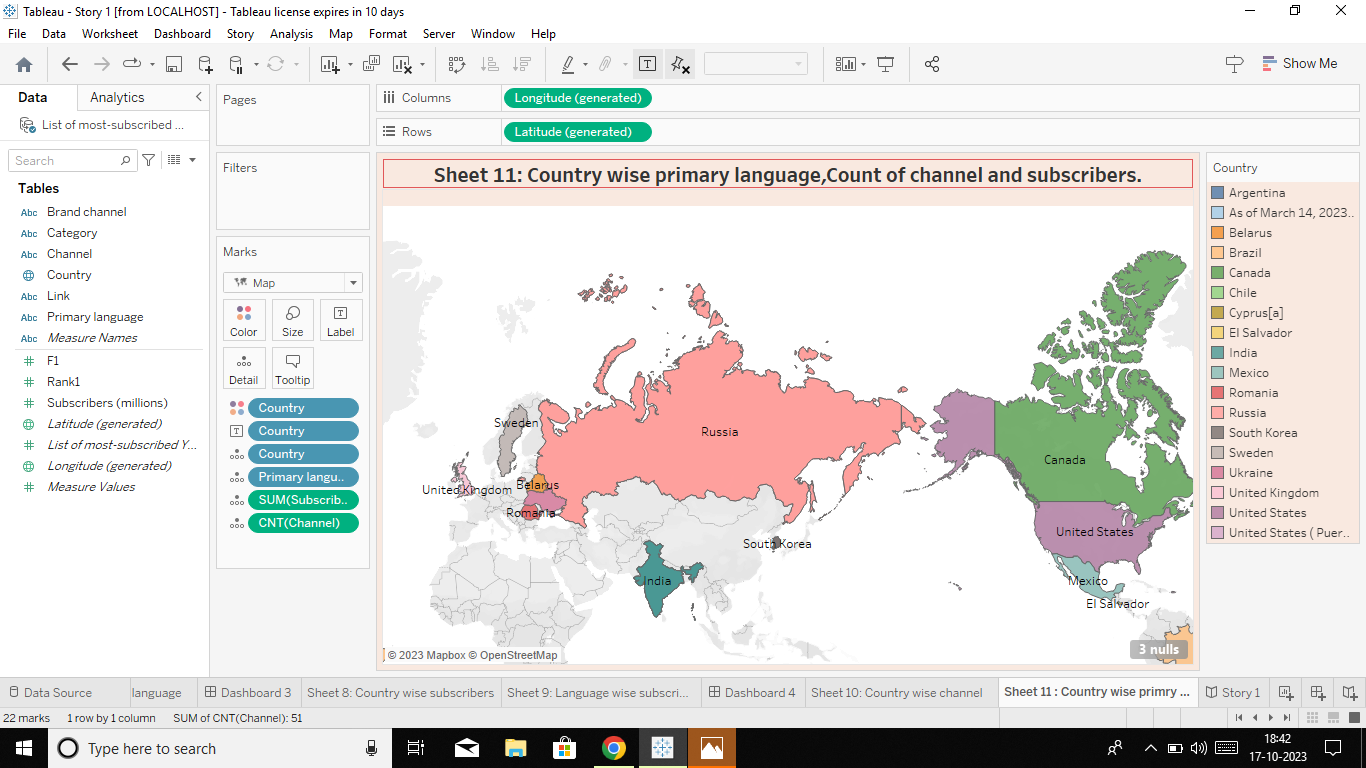 Tableau - Story 1 [from LOCALHOST] - Tableau license expires in 10 days
File Data Worksheet Dashboard Story Analysis Map Format Server Window Help
Show Me
Data Analytics
List of most-subscribed ...
Search
Tables
Abc Brand channel
Abc Category
Abc Channel
Country
Abc Link
Abc Primary language
Abc Measure Names
F1
Rank1
Subscribers (millions)
Latitude (generated)
List of most-subscribed Y...
Longitude (generated)
Measure Values
Pages
Filters
Marks
Map
Color Size Label
Detail Tooltip
Country
Country
Country
Primary langu..
SUM(Subscrib..
CNT(Channel)
Columns Longitude (generated)
Rows Latitude (generated)
Sheet 11: Country wise primary language,Count of channel and subscribers.
Sweden
Russia
Canada
United Kingdom
Belarus
Romania
United States
South Korea
India
Mexico
El Salvador
3 nulls
© 2023 Mapbox © OpenStreetMap
Country
Argentina
As of March 14, 2023..
Belarus
Brazil
Canada
Chile
Cyprus[a]
El Salvador
India
Mexico
Romania
Russia
South Korea
Sweden
Ukraine
United Kingdom
United States
United States ( Puer..
Data Source language Dashboard 3 Sheet 8: Country wise subscribers Sheet 9: Language wise subscri... Dashboard 4 Sheet 10: Country wise channel Sheet 11 : Country wise primry ... Story 1
22 marks 1 row by 1 column SUM of CNT(Channel): 51
Type here to search
18:42
17-10-2023